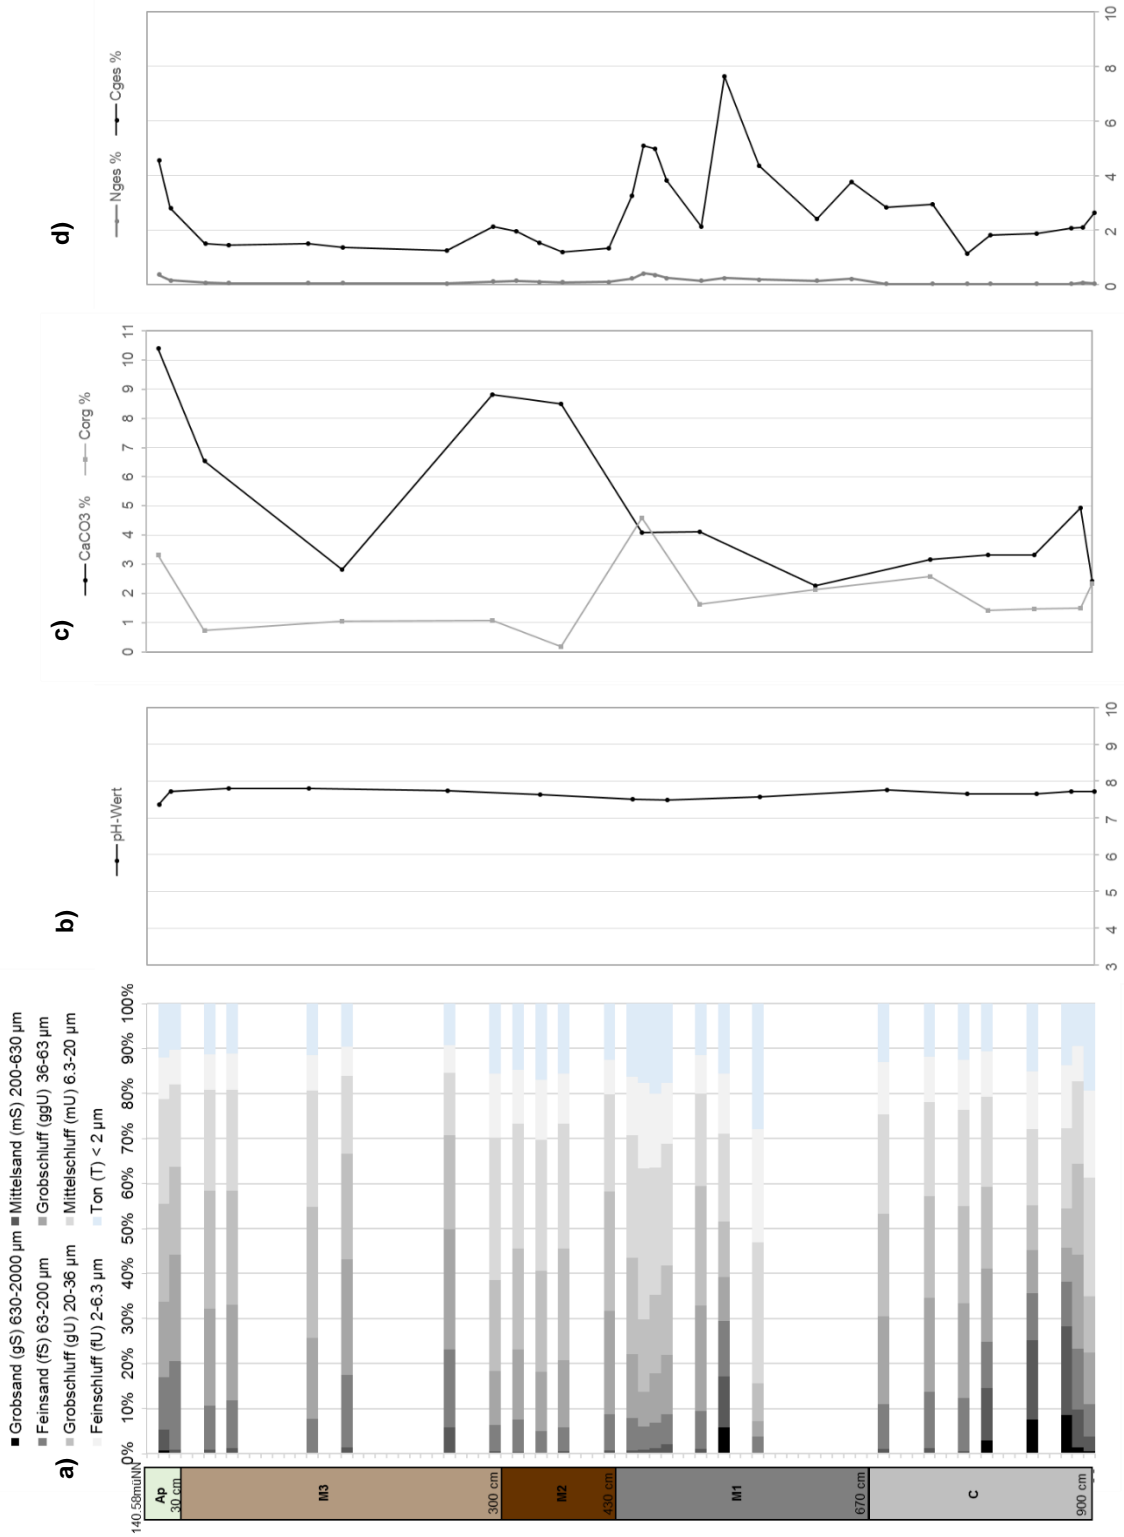 a)
Grobsand (gS) 630-2000 µm
Mittelsand (mS) 200-630 µm
Feinsand (fS) 63-200 µm
Grobschluff (ggU) 36-63 µm
Grobschluff (gU) 20-36 µm
Mittelschluff (mU) 6.3-20 µm
Feinschluff (fU) 2-6.3 µm
Ton (T) < 2 µm
0%
10%
20%
30%
40%
50%
60%
70%
80%
90%
100%
140.58müNN
Ap
30 cm
M3
300 cm
M2
430 cm
M1
670 cm
C
900 cm
b)
pH-Wert
3
4
5
6
7
8
9
10
c)
CaCO3 %
Corg %
0
1
2
3
4
5
6
7
8
9
10
11
d)
Nges %
Cges %
0
2
4
6
8
10